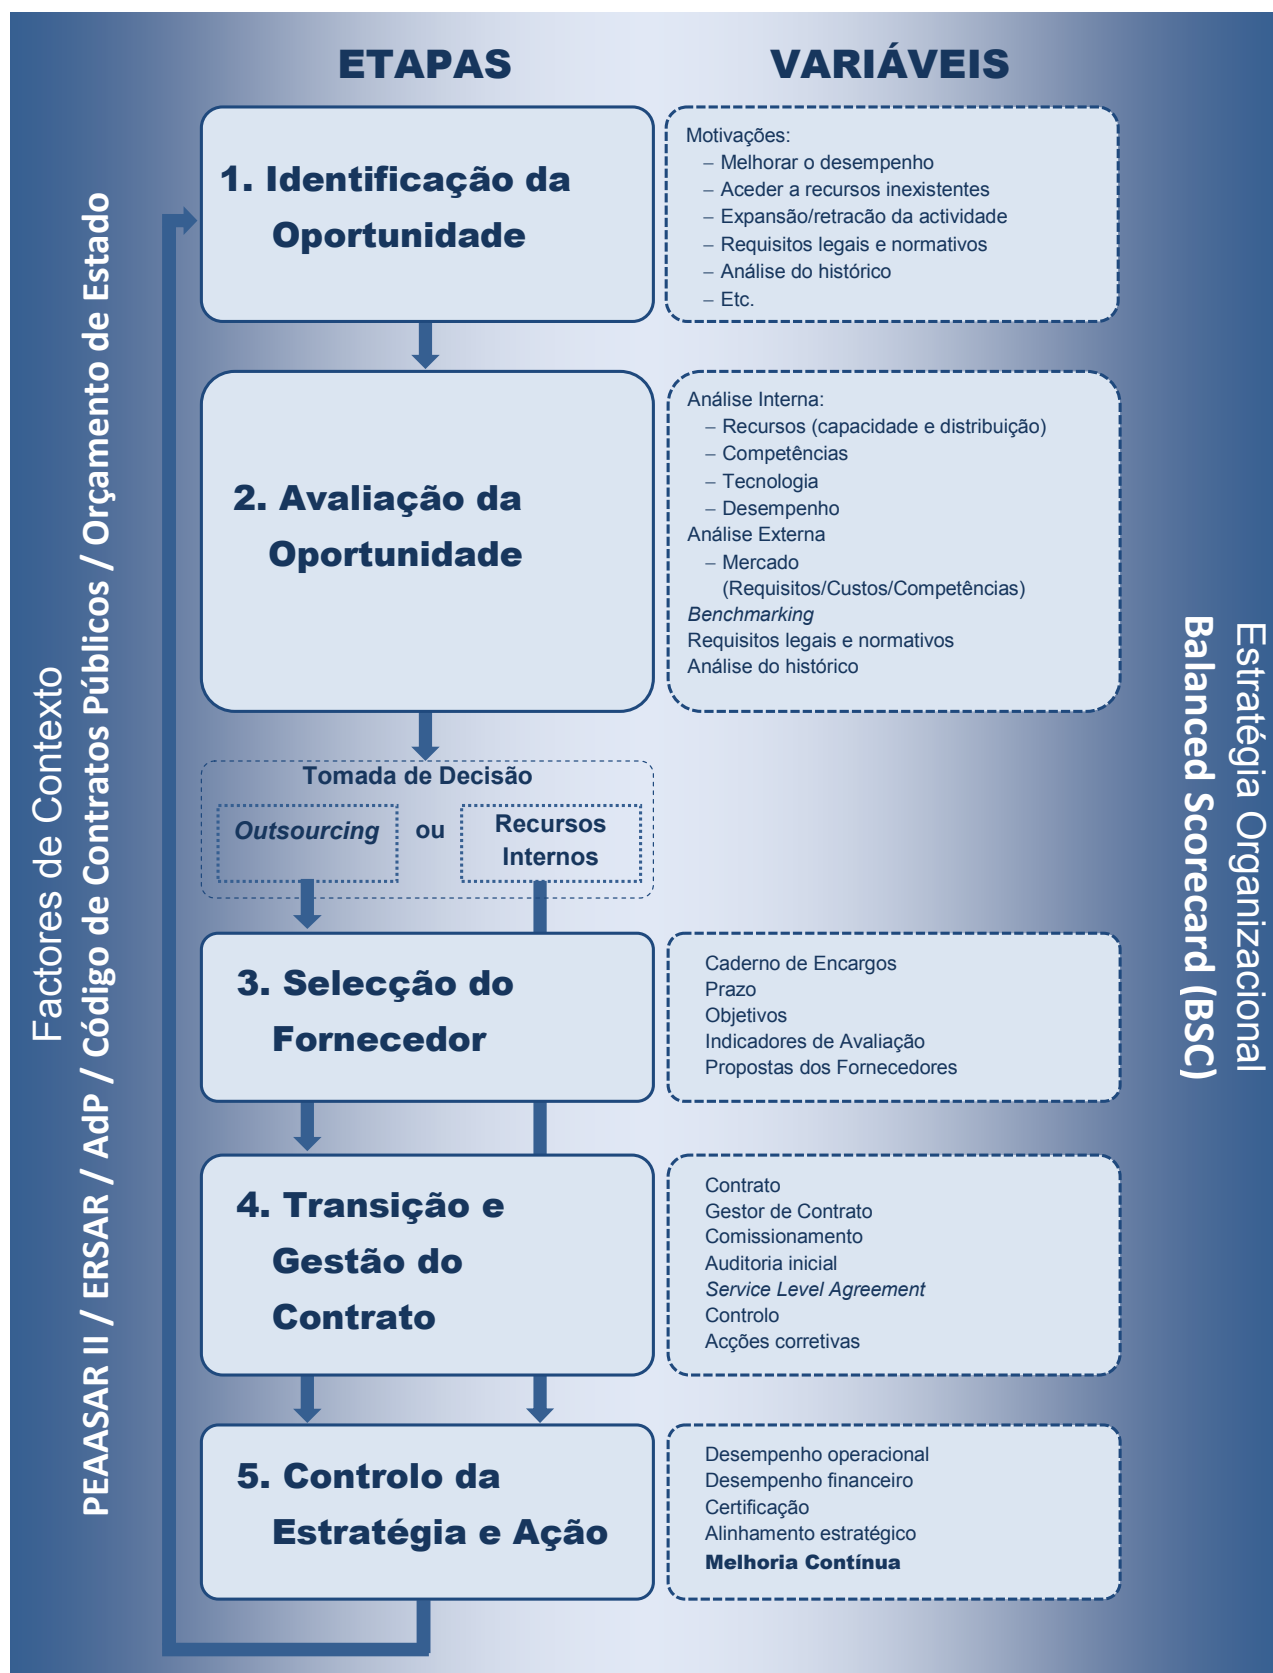 ETAPAS
VARIÁVEIS
1. Identificação da
Oportunidade
Motivações:
– Melhorar o desempenho
– Aceder a recursos inexistentes
– Expansão/retracão da actividade
– Requisitos legais e normativos
– Análise do histórico
– Etc.
2. Avaliação da
Oportunidade
Análise Interna:
– Recursos (capacidade e distribuição)
– Competências
– Tecnologia
– Desempenho
Análise Externa
– Mercado
(Requisitos/Custos/Competências)
Benchmarking
Requisitos legais e normativos
Análise do histórico
Tomada de Decisão
Outsourcing
ou
Recursos
Internos
3. Selecção do
Fornecedor
Caderno de Encargos
Prazo
Objetivos
Indicadores de Avaliação
Propostas dos Fornecedores
4. Transição e
Gestão do
Contrato
Contrato
Gestor de Contrato
Comissionamento
Auditoria inicial
Service Level Agreement
Controlo
Acções corretivas
5. Controlo da
Estratégia e Ação
Desempenho operacional
Desempenho financeiro
Certificação
Alinhamento estratégico
Melhoria Contínua
Factores de Contexto
PEAASAR II / ERSAR / AdP / Código de Contratos Públicos / Orçamento de Estado
Estratégia Organizacional
Balanced Scorecard (BSC)